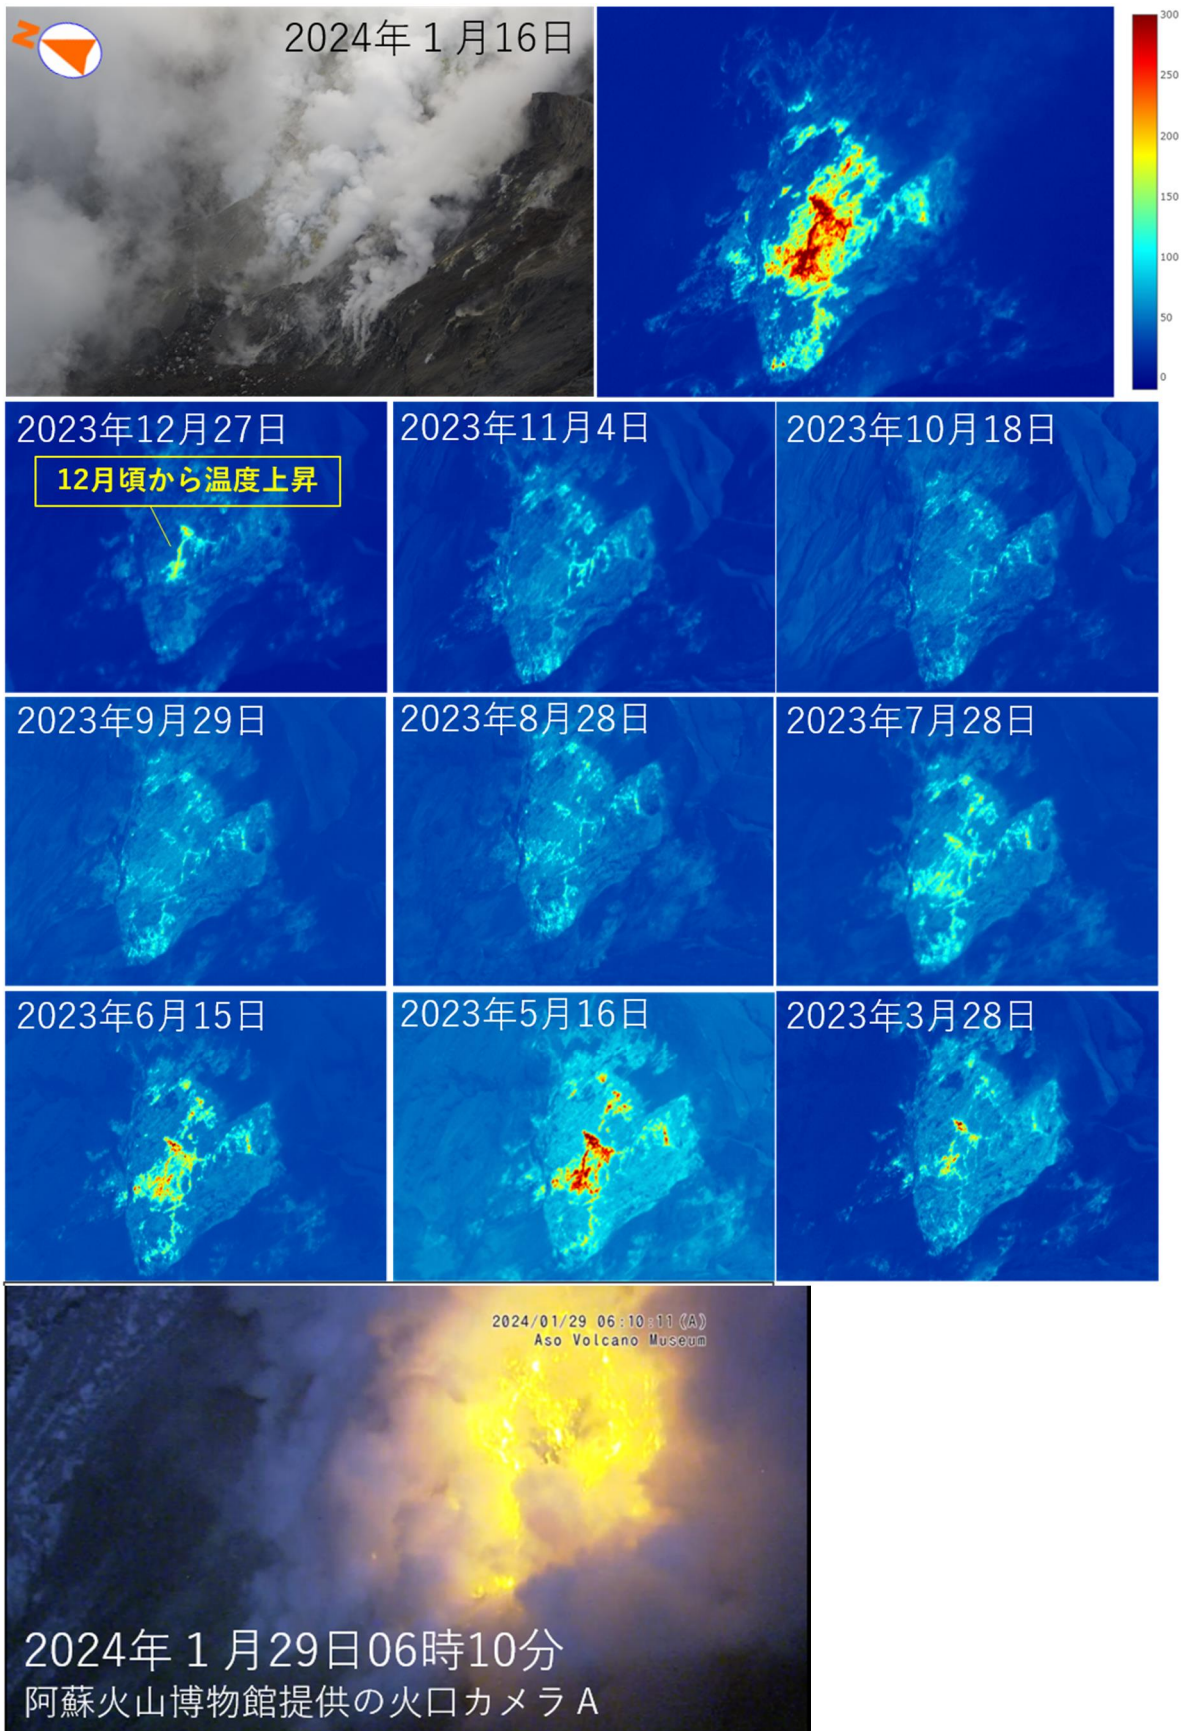 N
2024年1月16日
300
250
200
150
100
50
0
2023年12月27日
12月頃から温度上昇
2023年11月4日
2023年10月18日
2023年9月29日
2023年8月28日
2023年7月28日
2023年6月15日
2023年5月16日
2023年3月28日
2024/01/29 06:10:11(A)
Aso Volcano Museum
2024年1月29日06時10分
阿蘇火山博物館提供の火口カメラA